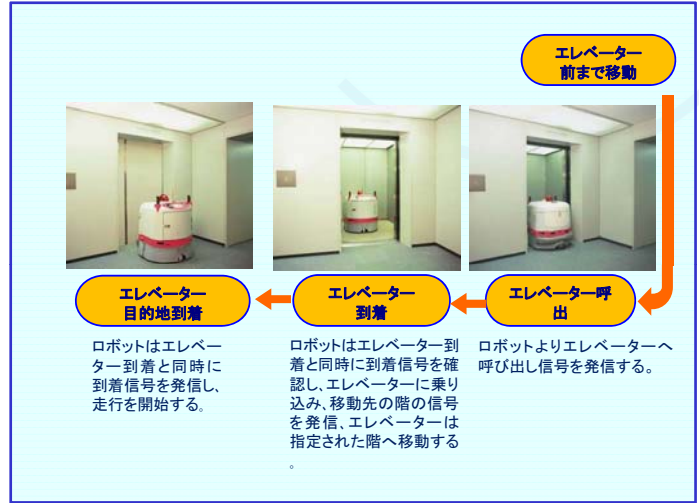 エレベーター
前まで移動
エレベーター呼
出
ロボットよりエレベーターへ
呼び出し信号を発信する。
エレベーター
到着
ロボットはエレベーター到
着と同時に到着信号を確
認し、エレベーターに乗り
込み、移動先の階の信号
を発信、エレベーターは
指定された階へ移動する
。
エレベーター
目的地到着
ロボットはエレベー
ター到着と同時に
到着信号を発信し、
走行を開始する。